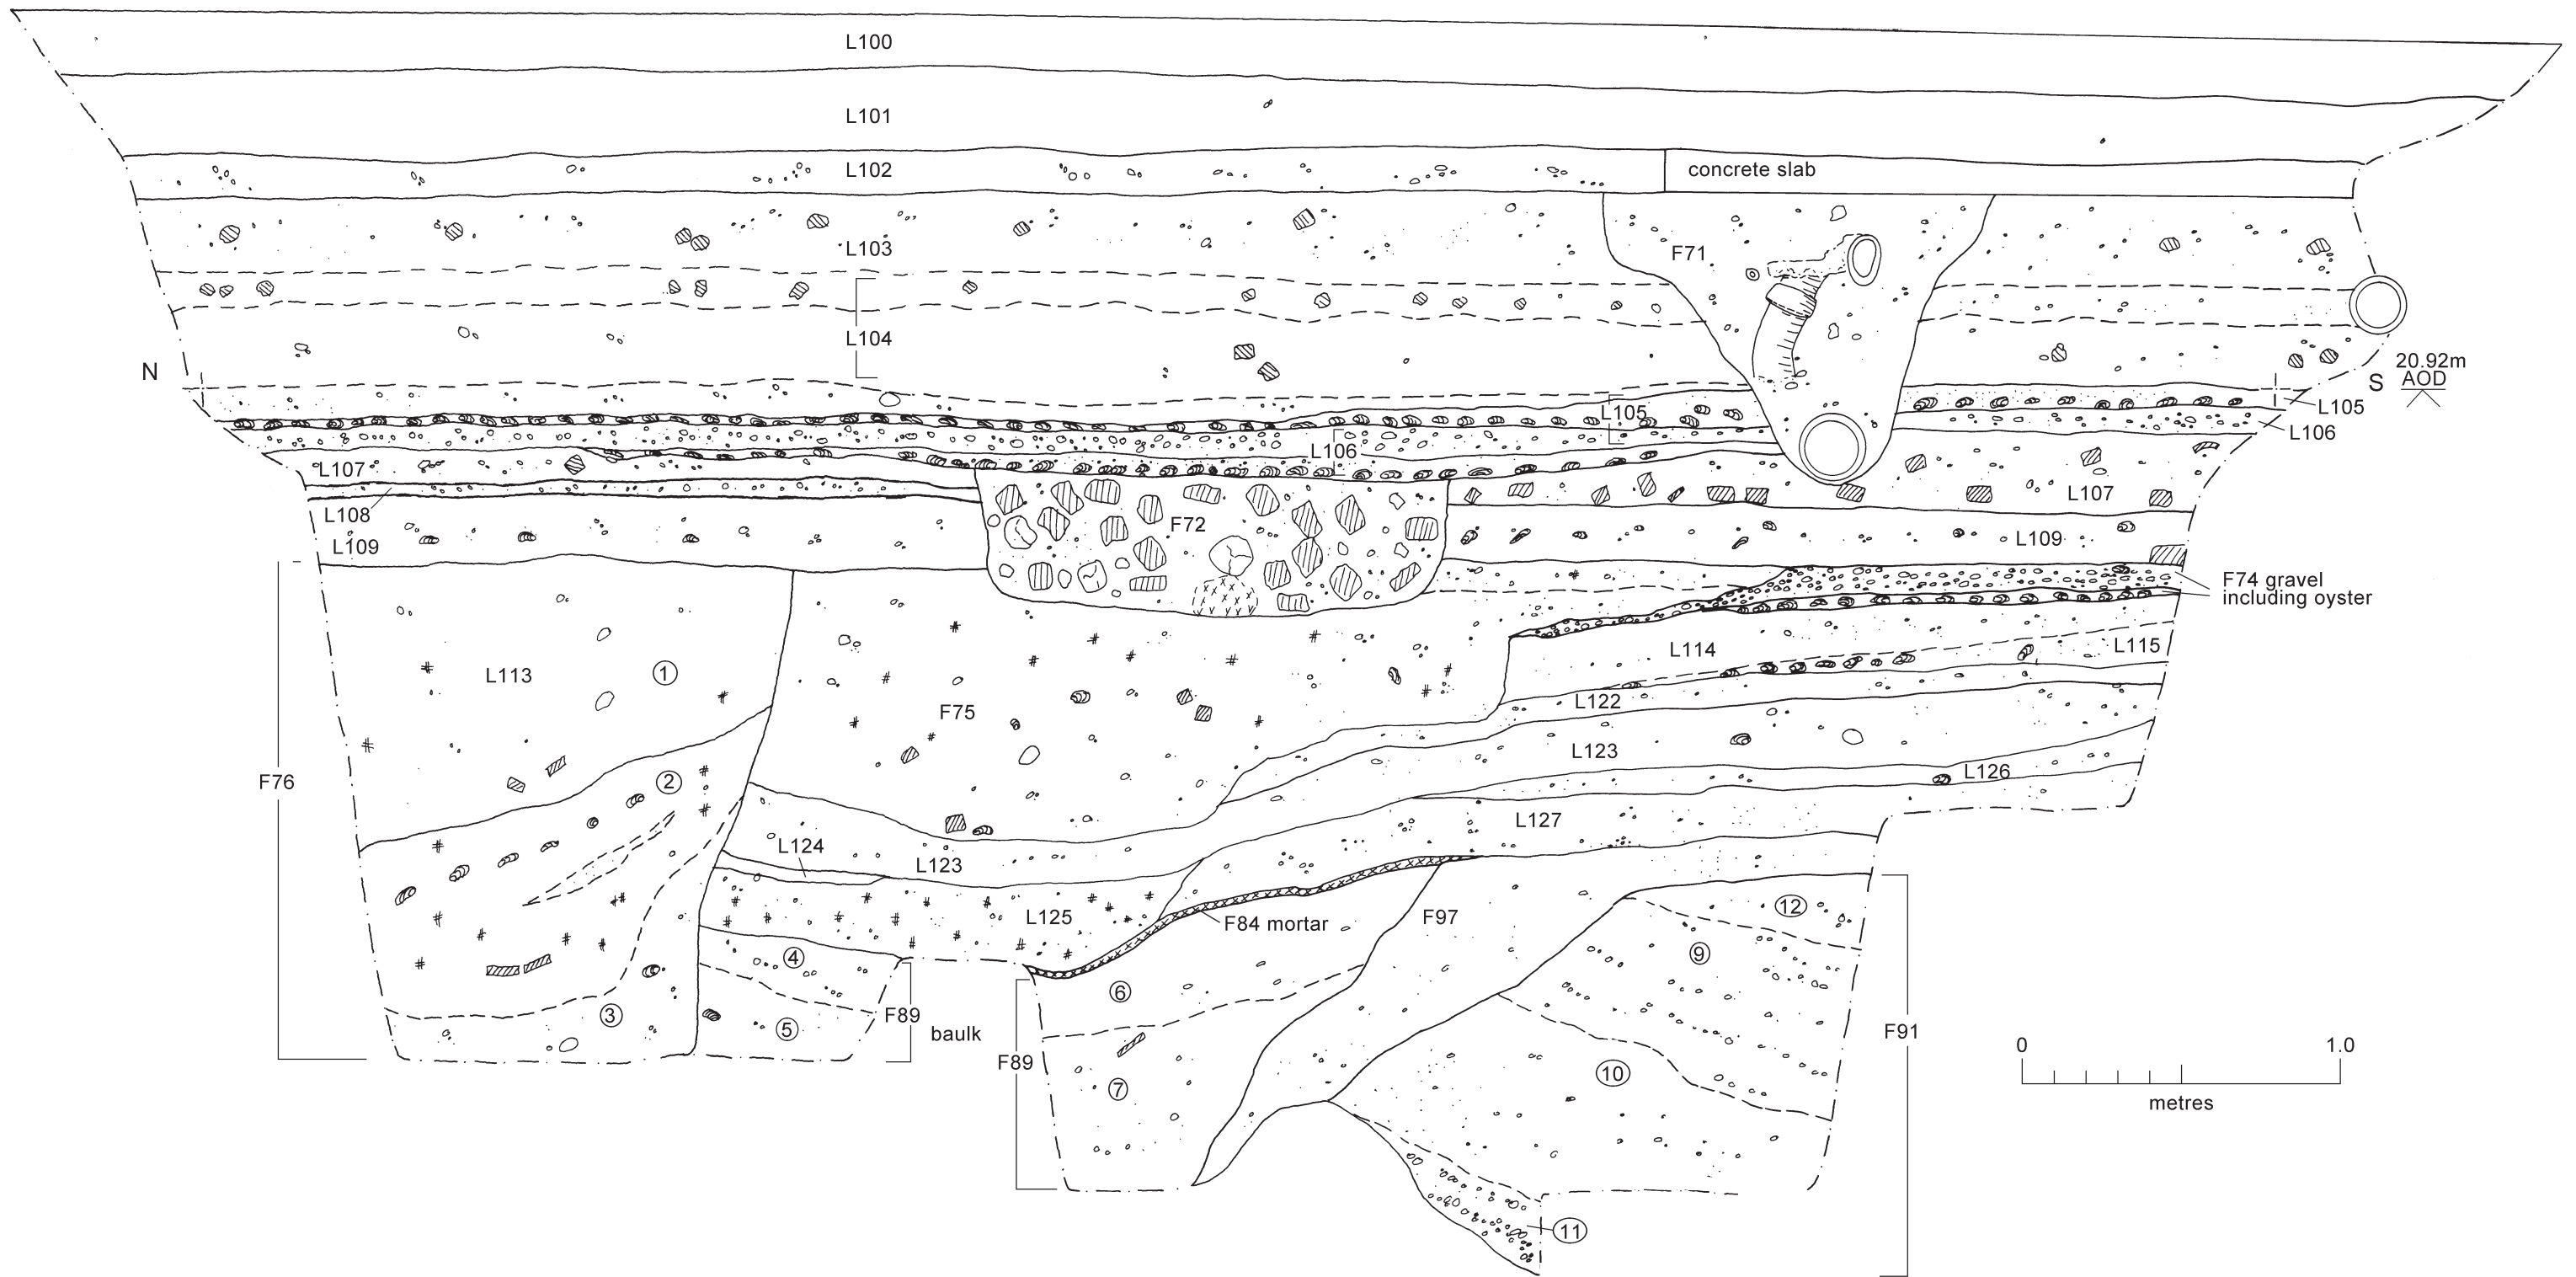 L100
L101
L102
concrete slab
L103
F71
L104
N
20.92m
S
AOD
L105
L105
L106
L106
L107
L107
L108
F72
L109
L109
F74 gravel
including oyster
L113
1
L114
L115
L122
F75
L123
F76
2
L126
L127
L124
L123
L125
F84 mortar
F97
12
9
4
6
3
5
F89
baulk
F91
F89
7
10
0
1.0
metres
11